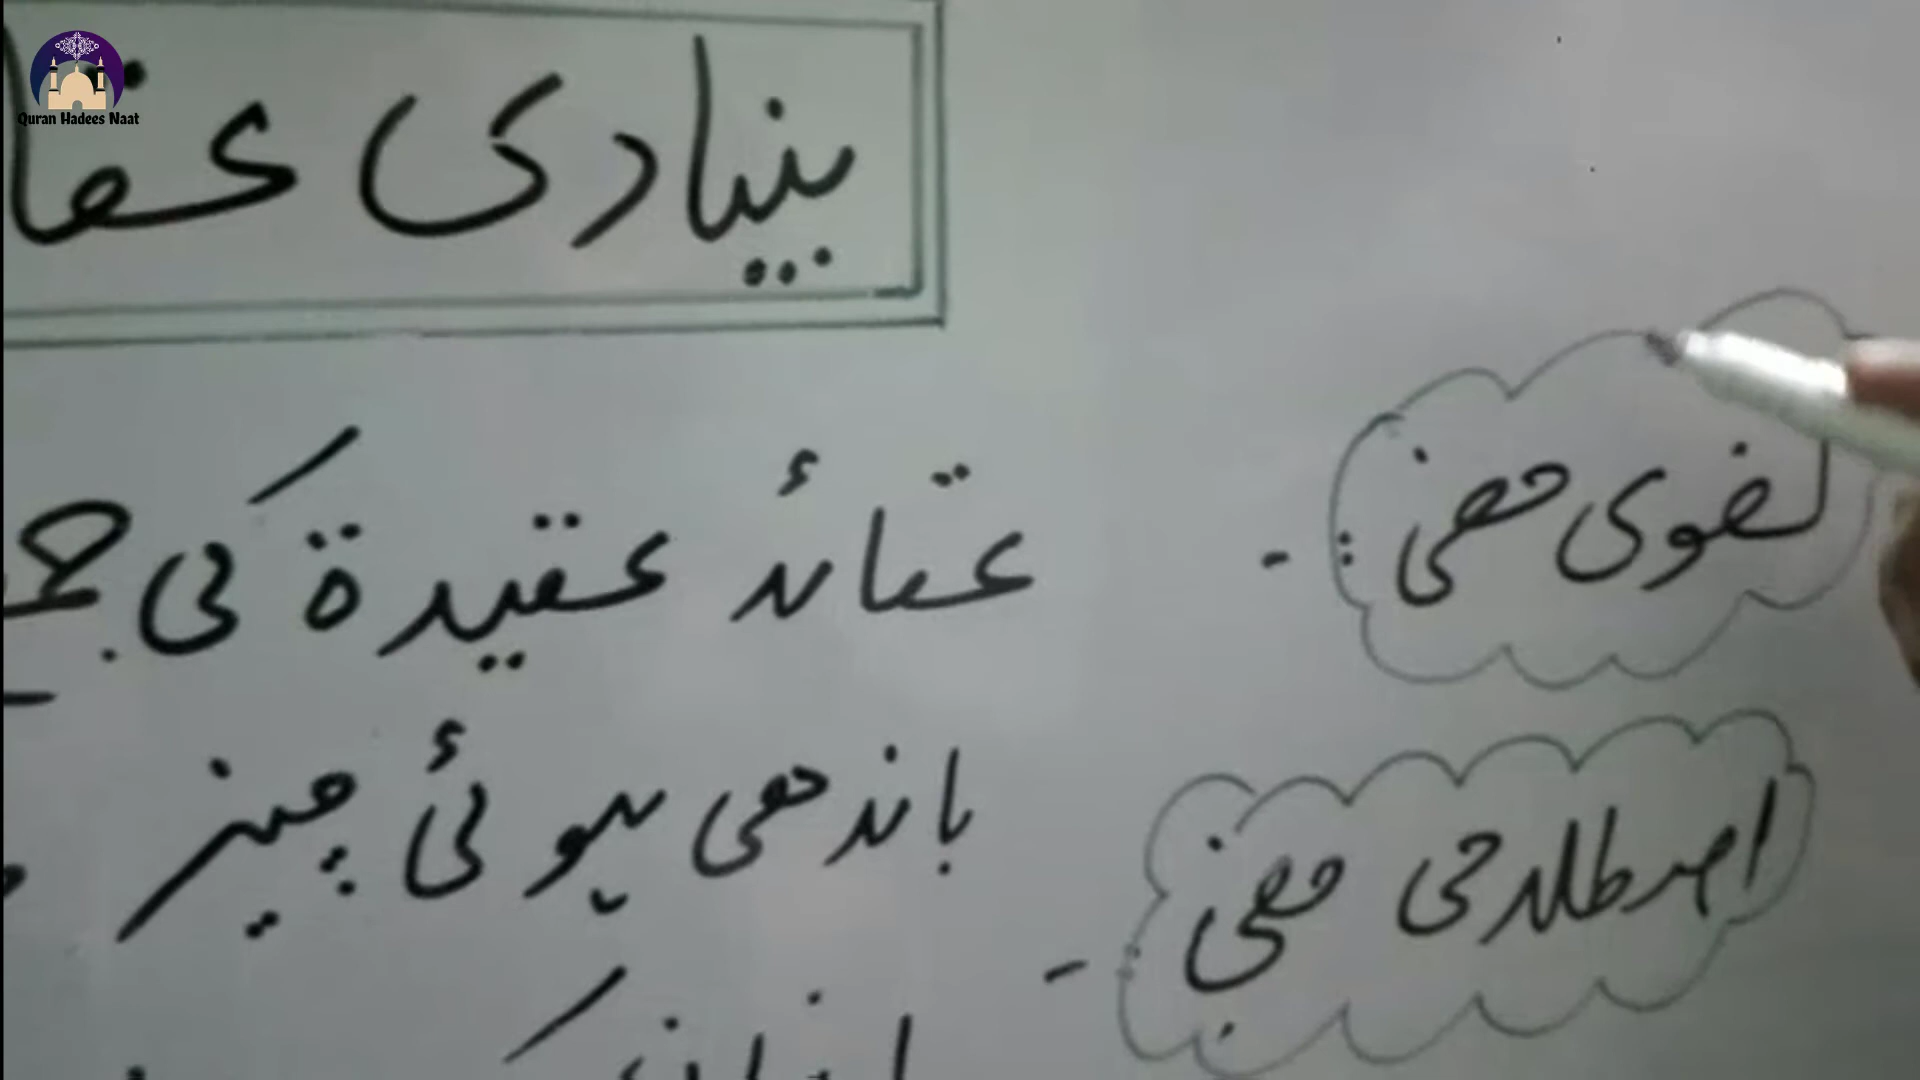 Quran Hadees Naat
بنیادی عقا
لغوی معنی :-
عقائد عقیدۃ کی جمع
باندھی ہوئی چیز
اصطلاحی معنی :-